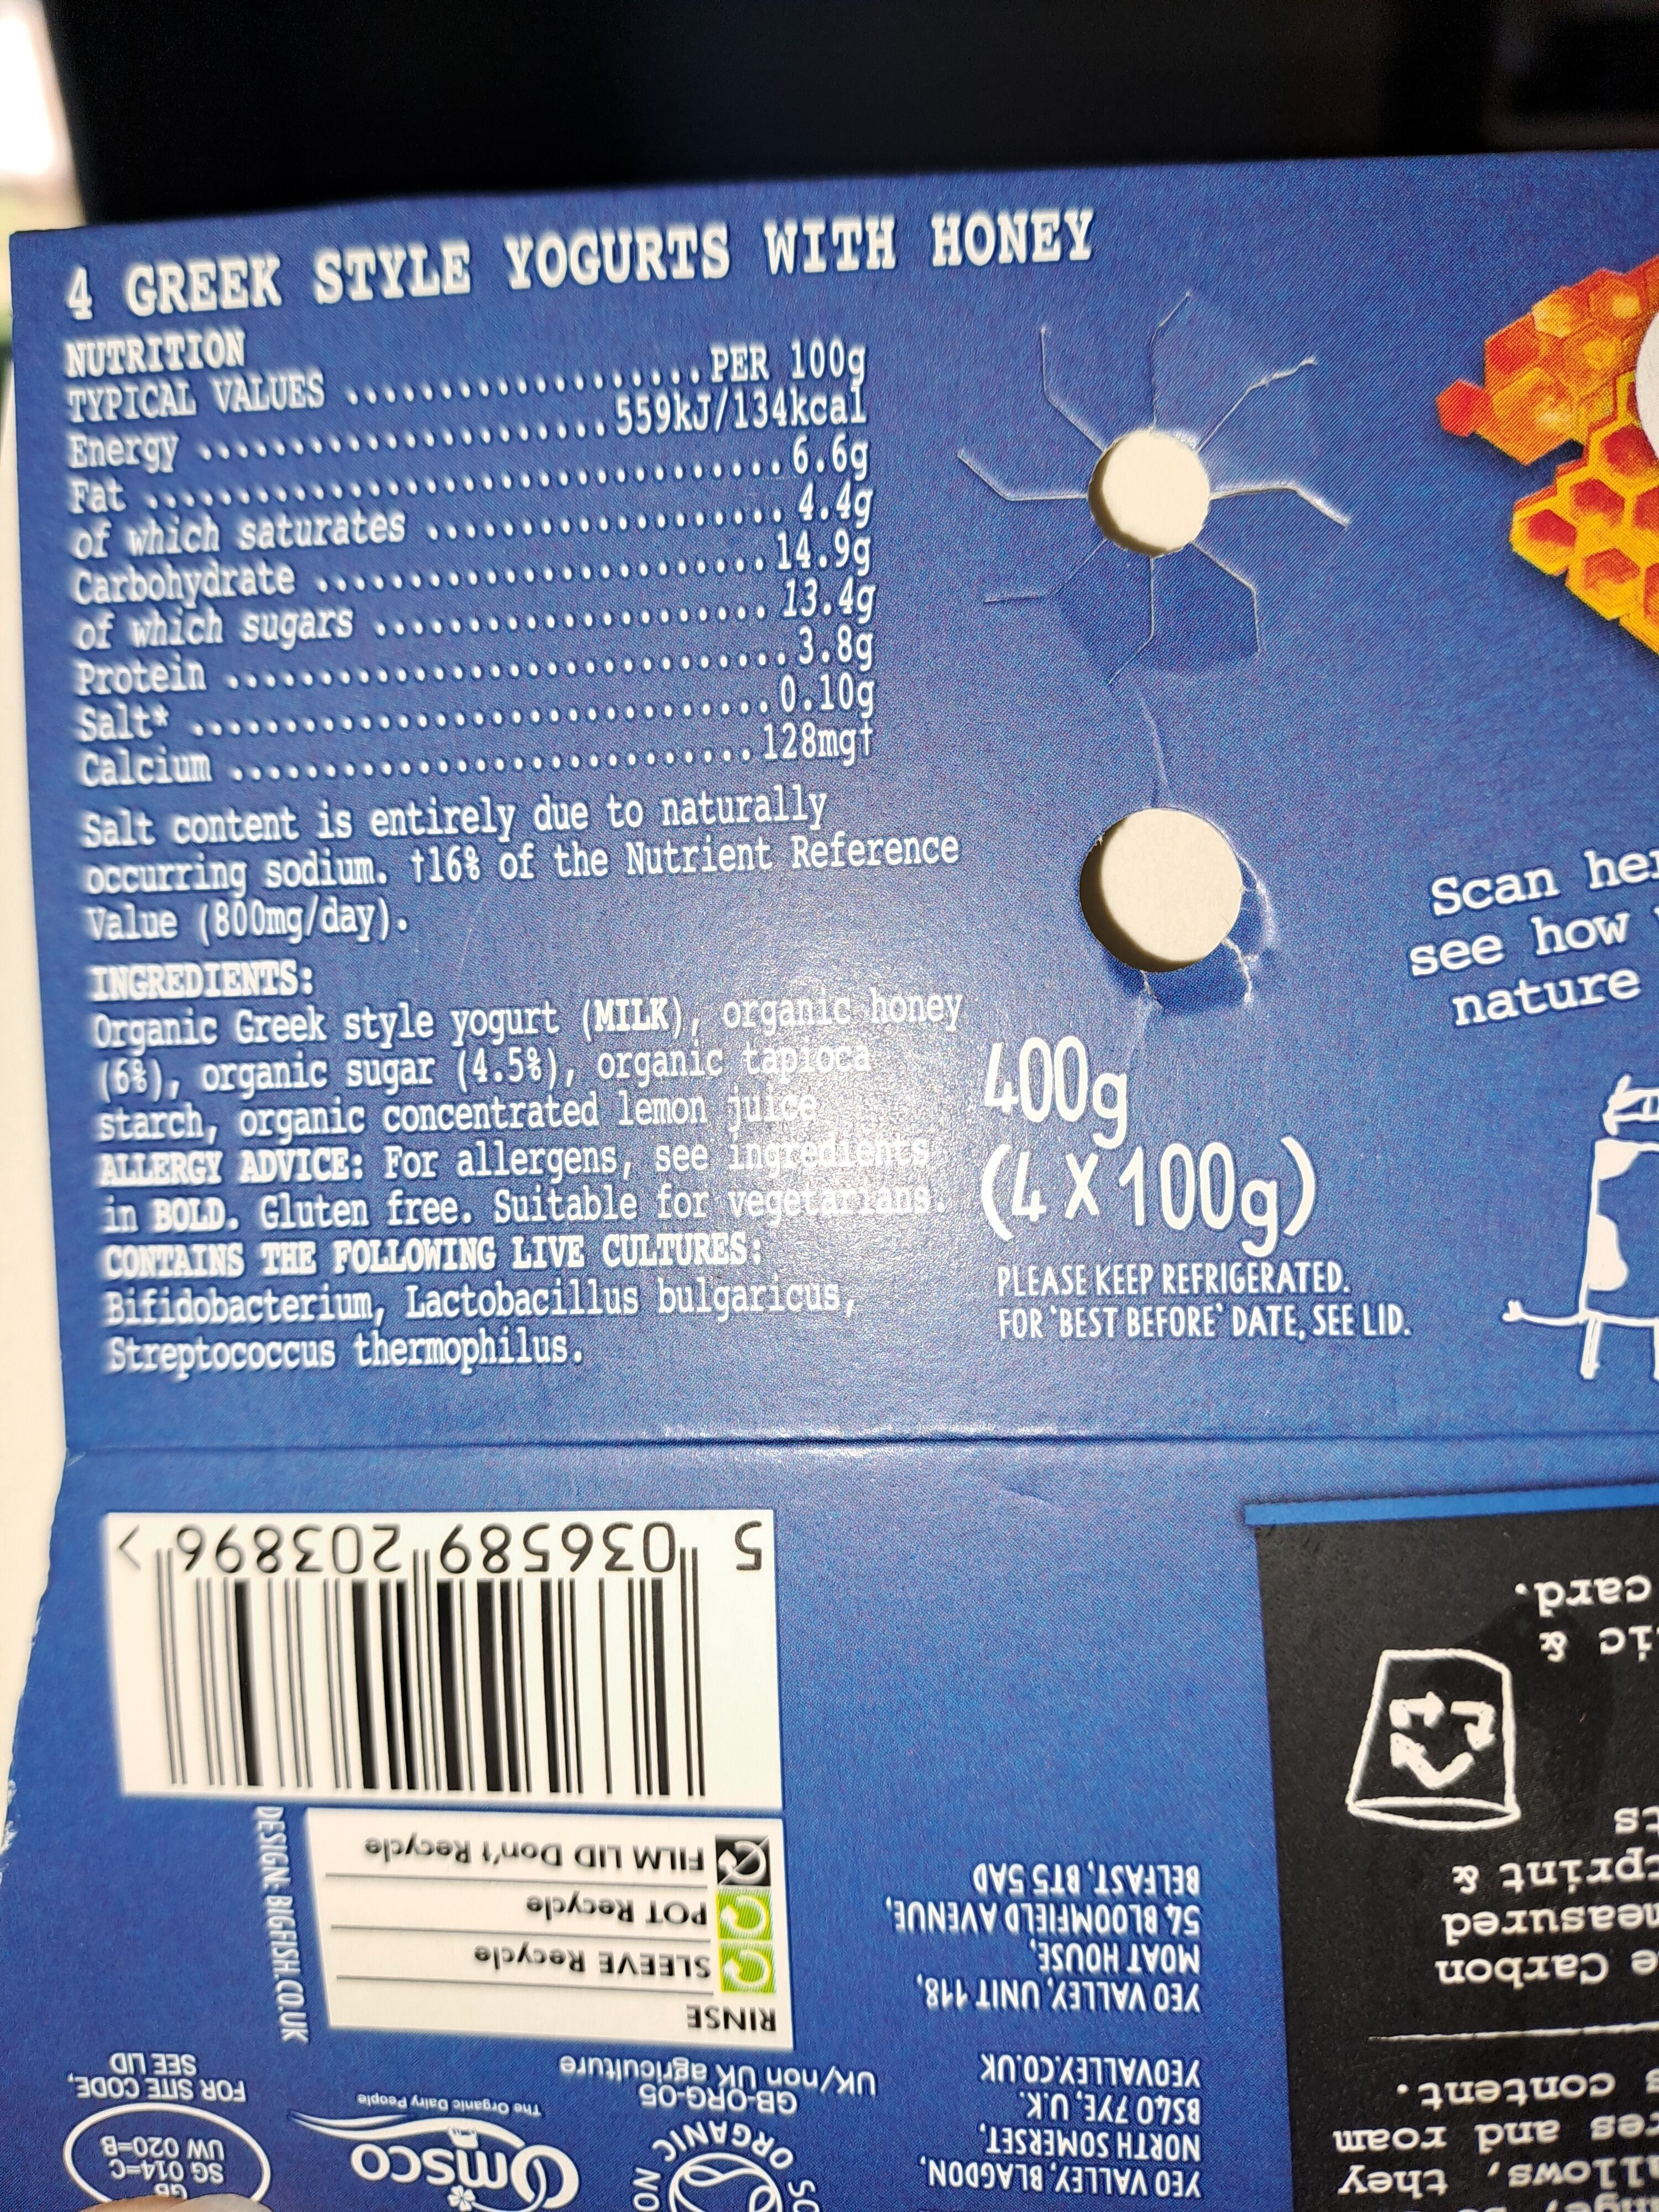 4 GREEK STYLE YOGURTS WITH HONEY
NUTRITION
TYPICAL VALUES ................... PER 100g
Energy ...................... 559kJ/134kcal
Fat .................................. 6.6g
of which saturates ................... 4.4g
Carbohydrate ........................ 14.9g
of which sugars ..................... 13.4g
Protein .............................. 3.8g
Salt* ............................... 0.10g
Calcium ............................ 128mg†
Salt content is entirely due to naturally
occurring sodium. †16% of the Nutrient Reference
Value (800mg/day).
INGREDIENTS:
Organic Greek style yogurt (MILK), organic honey
(6%), organic sugar (4.5%), organic tapioca
starch, organic concentrated lemon juice
ALLERGY ADVICE: For allergens, see ingredients
in BOLD. Gluten free. Suitable for vegetarians.
CONTAINS THE FOLLOWING LIVE CULTURES:
Bifidobacterium, Lactobacillus bulgaricus,
Streptococcus thermophilus.
400g
(4 X 100g)
PLEASE KEEP REFRIGERATED.
FOR 'BEST BEFORE' DATE, SEE LID.
Scan
see how
nature
YEO VALLEY, BLAGDON,
NORTH SOMERSET,
BS40 7YE, U.K.
YEOVALLEY.CO.UK
YEO VALLEY, UNIT 118,
MOAT HOUSE,
54 BLOOMFIELD AVENUE,
BELFAST, BT5 5AD
ORGANIC
GB-ORG-05
UK/non UK agriculture
Omsco
The Organic Dairy People
GB
SG 014=C
UW 020=B
FOR SITE CODE,
SEE LID
RINSE
SLEEVE Recycle
POT Recycle
FILM LID Don't Recycle
DESIGN: BIGFISH.CO.UK
5 036589 203896 >
they
and roam
content.
Carbon
measured
&
&
card.